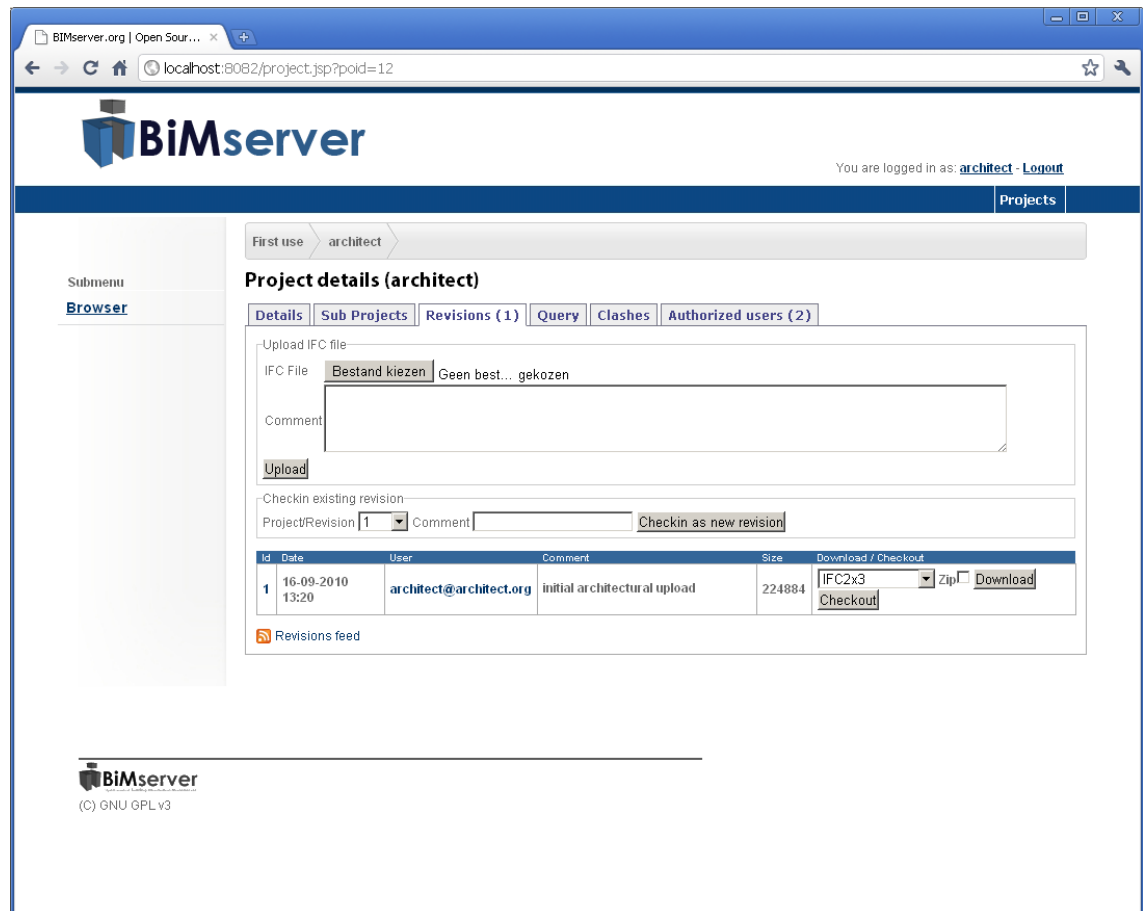 BIMserver.org | Open Sour...
localhost:8082/project.jsp?poid=12
BiMserver
You are logged in as: architect - Logout
Projects
First use architect
Submenu
Browser
Project details (architect)
Details Sub Projects Revisions (1) Query Clashes Authorized users (2)
Upload IFC file
IFC File Bestand kiezen Geen best... gekozen
Comment
Upload
Checkin existing revision
Project/Revision 1 Comment Checkin as new revision
Id Date User Comment Size Download / Checkout
1 16-09-2010 13:20 architect@architect.org initial architectural upload 224884 IFC2x3 Zip Download
Checkout
Revisions feed
BiMserver
(C) GNU GPL v3